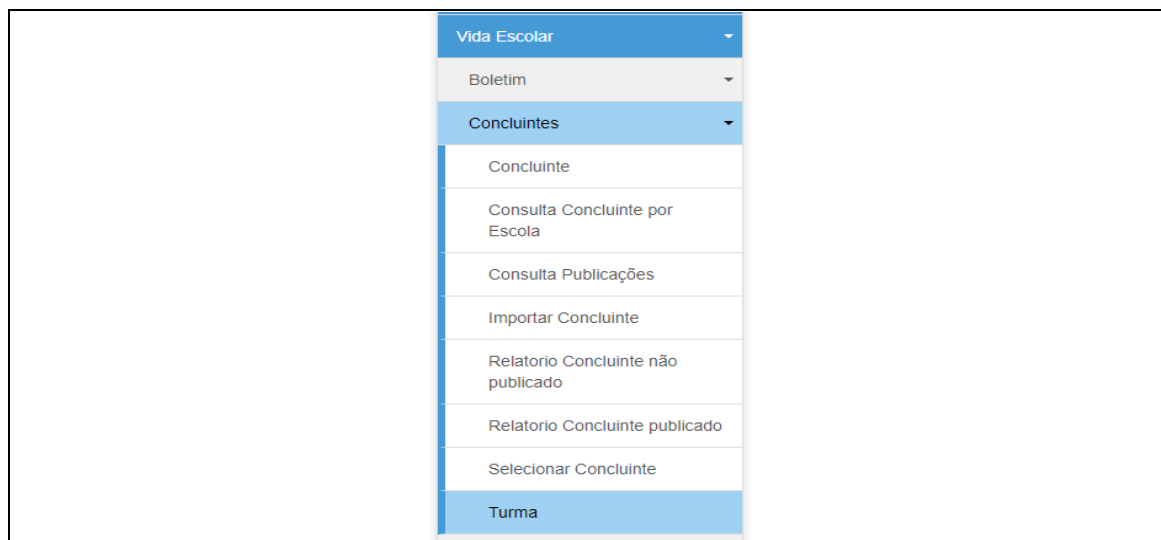 Vida Escolar
Boletim
Concluintes
Concluinte
Consulta Concluinte por
Escola
Consulta Publicações
Importar Concluinte
Relatorio Concluinte não
publicado
Relatorio Concluinte publicado
Selecionar Concluinte
Turma